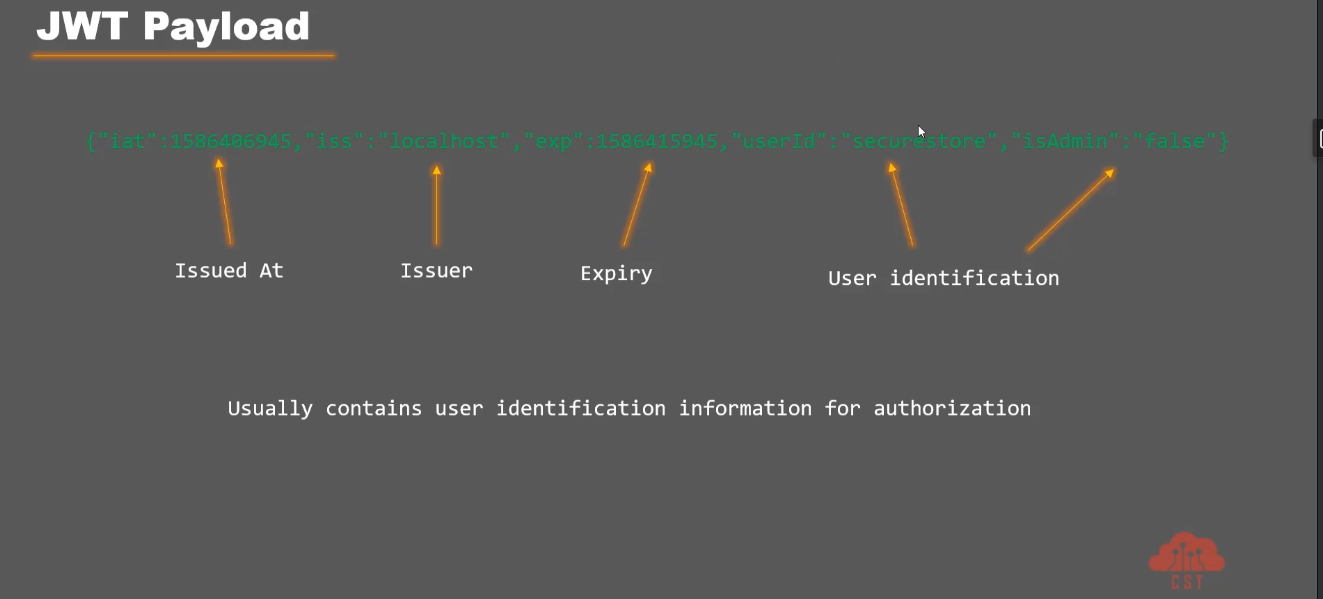 JWT Payload
{"iat":1586406945,"iss":"localhost","exp":1586415945,"userId":"securestore","isAdmin":"false"}
Issued At
Issuer
Expiry
User identification
Usually contains user identification information for authorization
CST